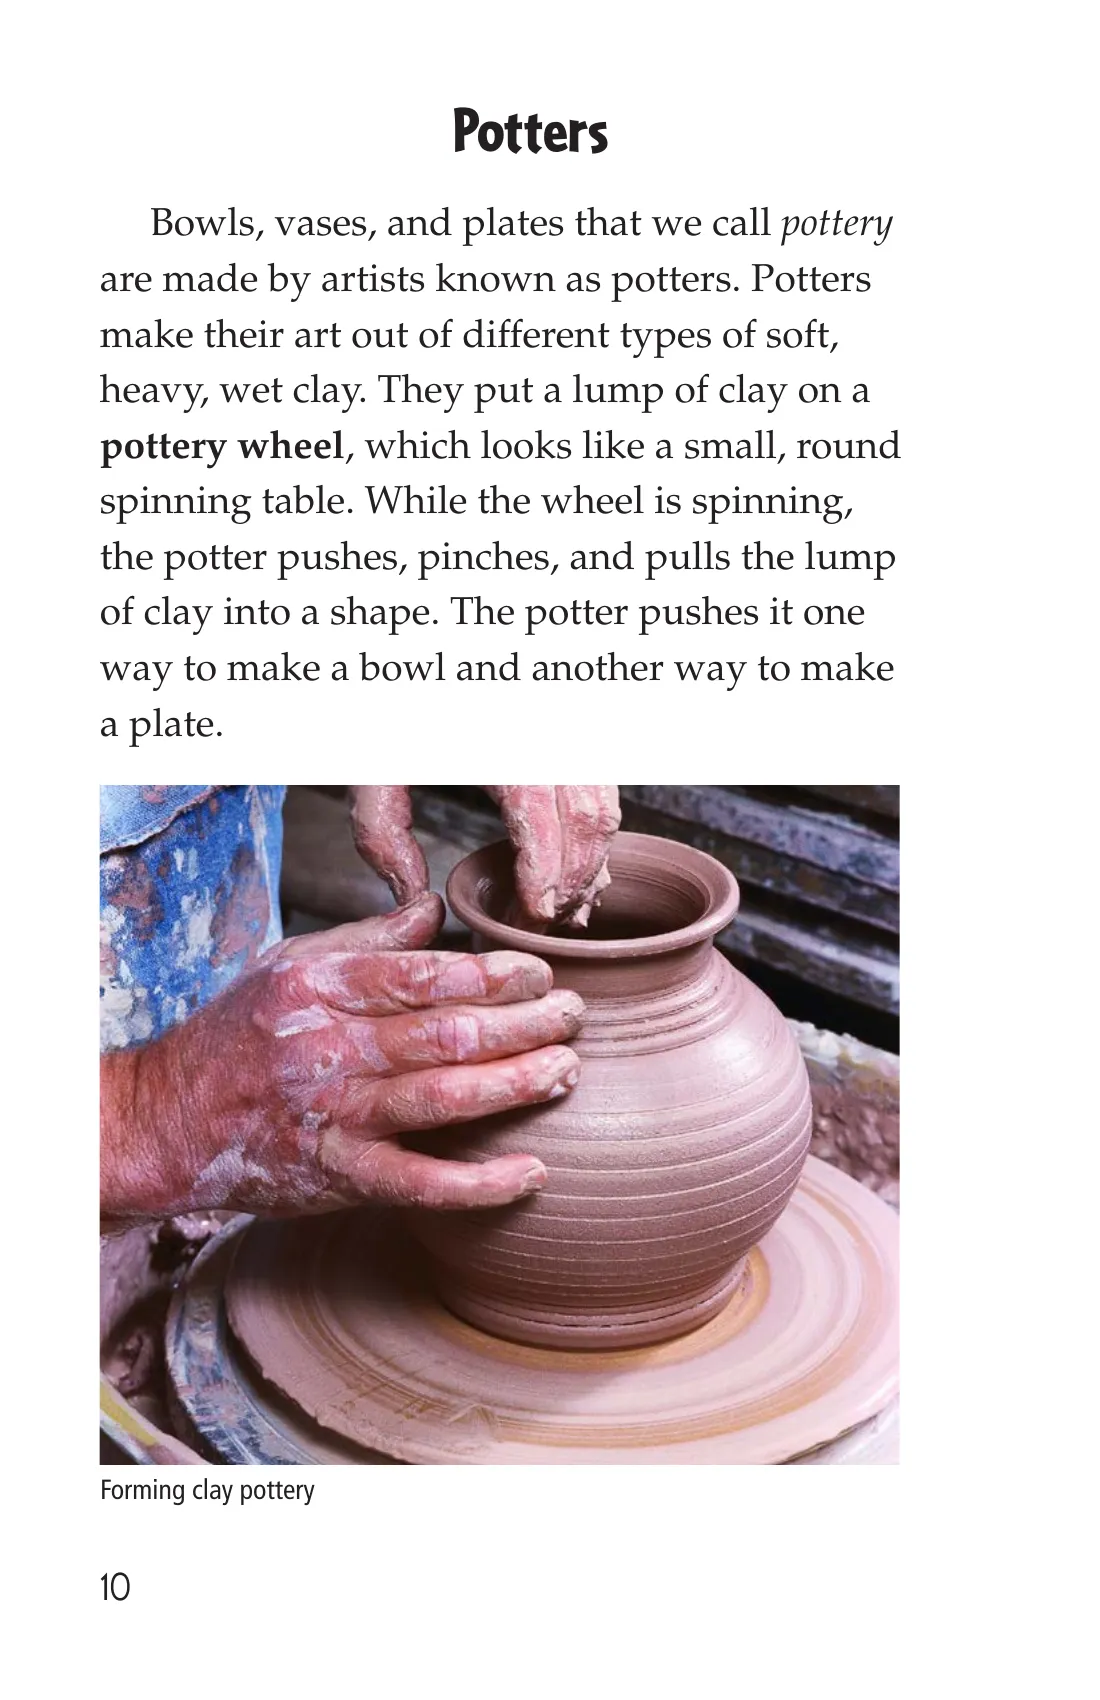 Potters
Bowls, vases, and plates that we call pottery
are made by artists known as potters. Potters
make their art out of different types of soft,
heavy, wet clay. They put a lump of clay on a
pottery wheel, which looks like a small, round
spinning table. While the wheel is spinning,
the potter pushes, pinches, and pulls the lump
of clay into a shape. The potter pushes it one
way to make a bowl and another way to make
a plate.
Forming clay pottery
10